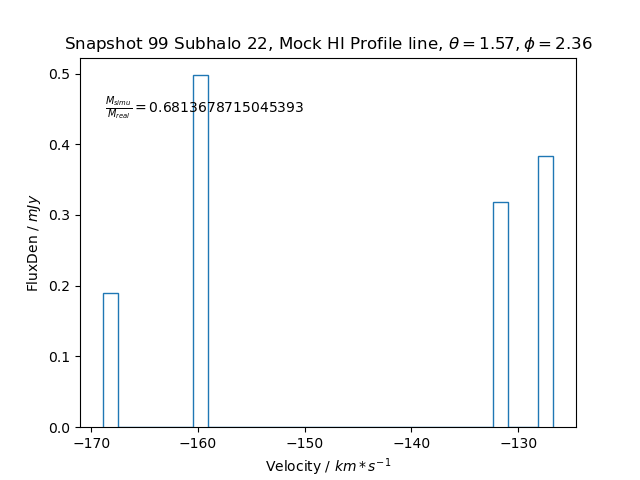 Snapshot 99 Subhalo 22, Mock HI Profile line, θ = 1.57, ϕ = 2.36
0.5
M_simu/M_real = 0.6813678715045393
0.4
0.3
0.2
0.1
0.0
FluxDen / mJy
−170 −160 −150 −140 −130
Velocity / km * s⁻¹